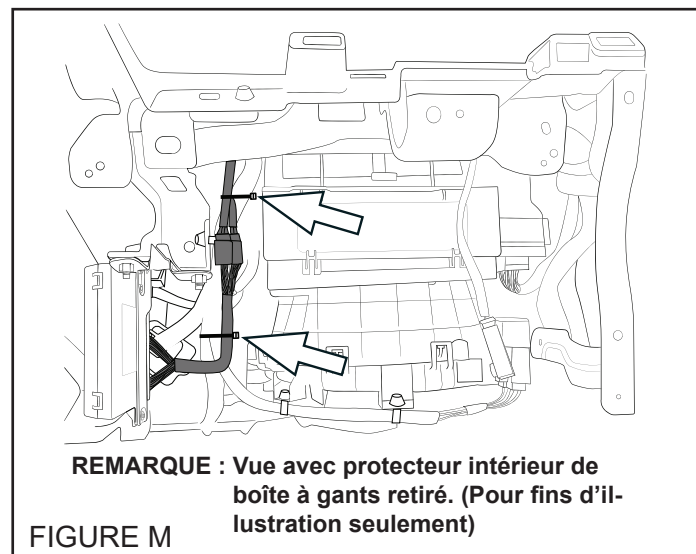 REMARQUE : Vue avec protecteur intérieur de
boîte à gants retiré. (Pour fins d'il-
lustration seulement)
FIGURE M